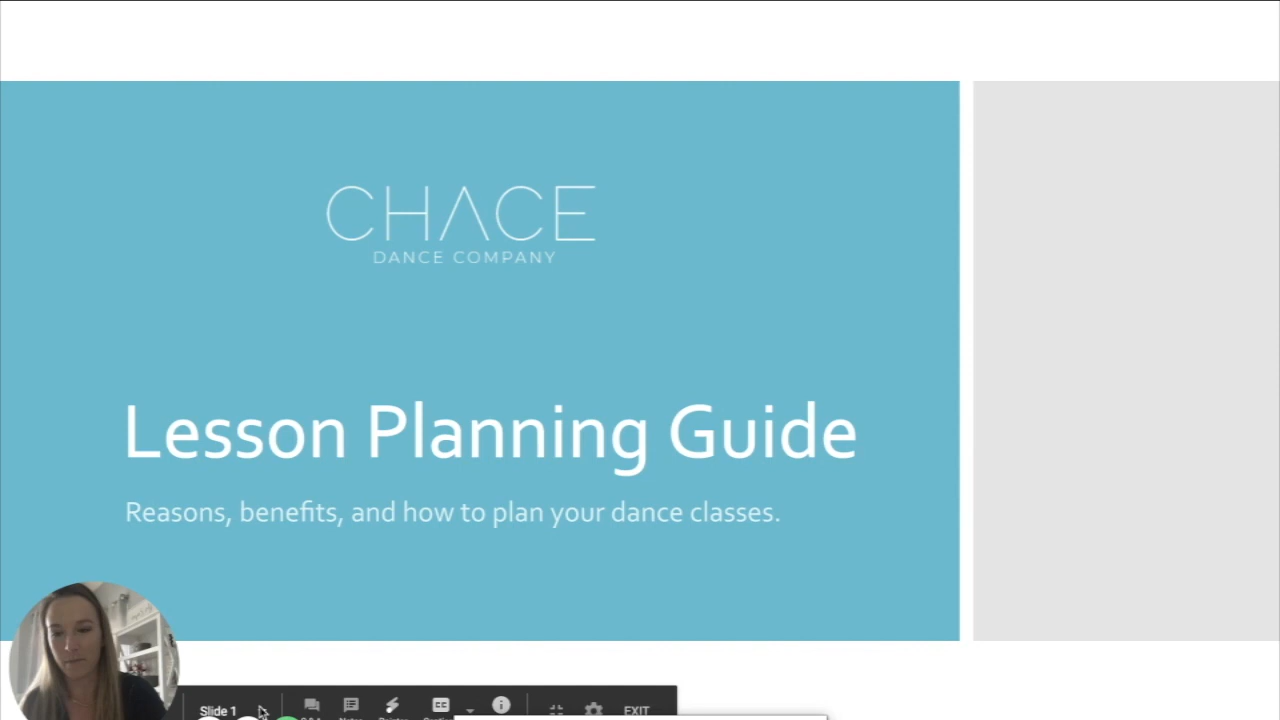 CHACE
DANCE COMPANY
Lesson Planning Guide
Reasons, benefits, and how to plan your dance classes.
Slide 1
EXIT